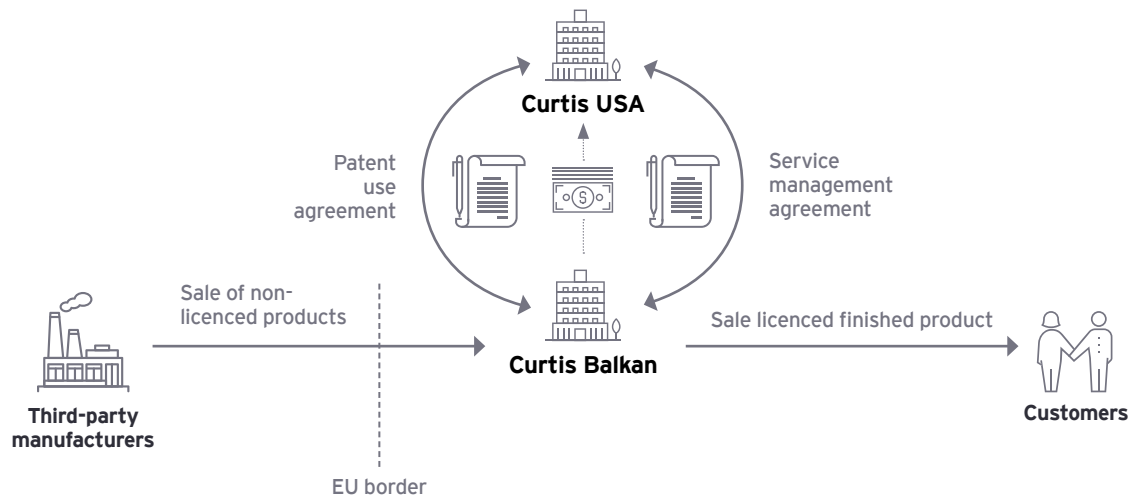 Curtis USA
Patent
use
agreement
$
Service
management
agreement
Sale of non-
licenced products
Sale licenced finished product
Curtis Balkan
Third-party
manufacturers
Customers
EU border